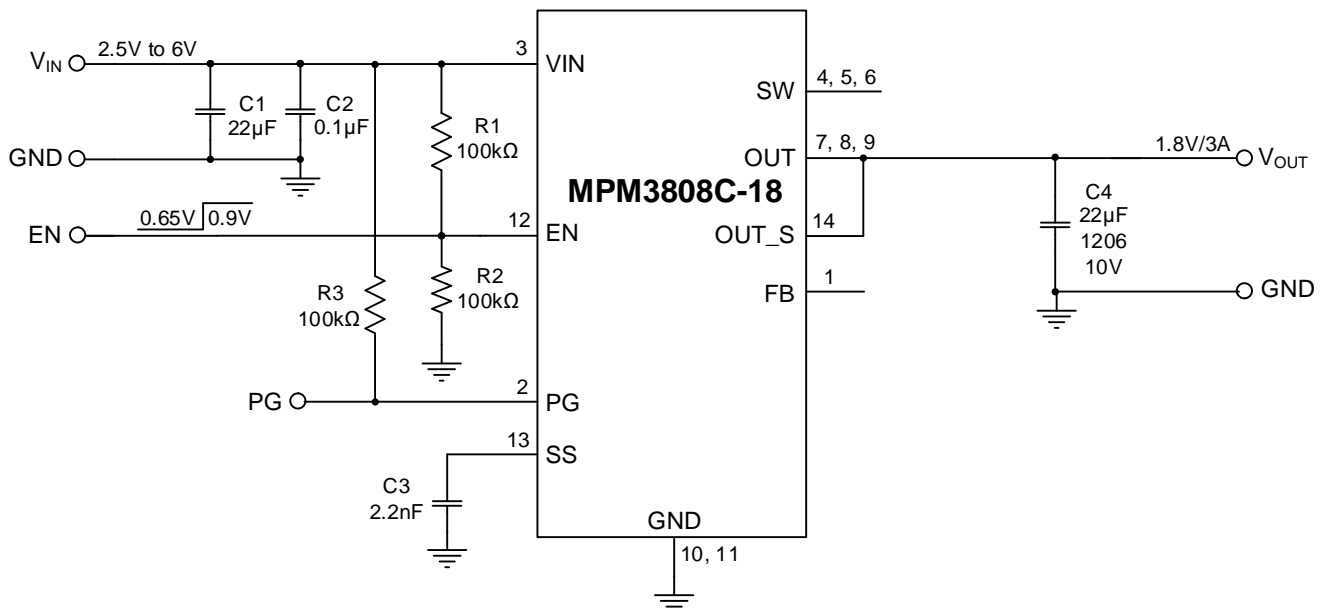 V_IN 2.5V to 6V
3 VIN
C1
22µF
C2
0.1µF
R1
100kΩ
GND
EN 0.65V 0.9V
12 EN
R2
100kΩ
R3
100kΩ
PG
2 PG
13 SS
C3
2.2nF
MPM3808C-18
SW 4, 5, 6
OUT 7, 8, 9
OUT_S 14
FB 1
GND
10, 11
1.8V/3A V_OUT
C4
22µF
1206
10V
GND